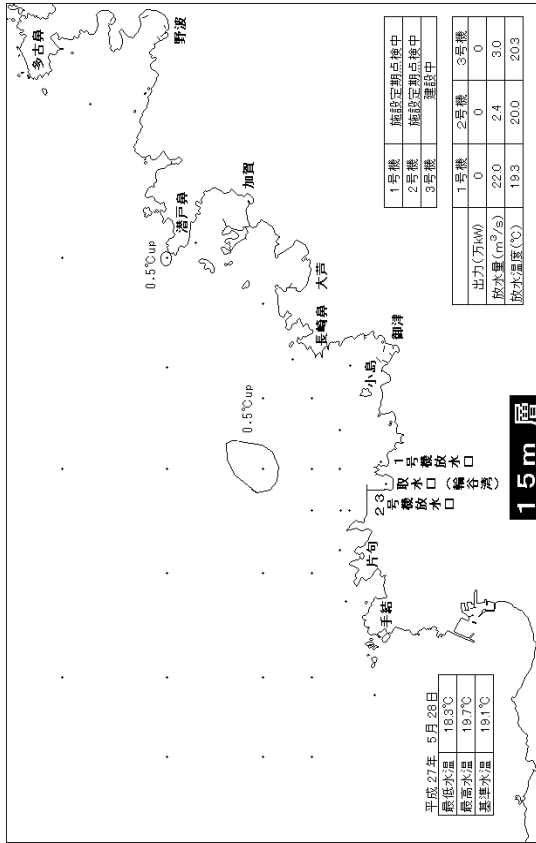 多古鼻
野波
0.5℃up
潜戸鼻
加賀
大芦
長崎鼻
御津
小島
0.5℃up
1号機放水口
取水口（輪谷湾）
2,3号機放水口
片句
手結
平成27年 5月28日
最低水温 18.3℃
最高水温 19.7℃
基準水温 19.1℃
15m 層
1号機 施設定期点検中
2号機 施設定期点検中
3号機 建設中
1号機 2号機 3号機
出力(万kW) 0 0 0
放水量(m³/s) 22.0 2.4 3.0
放水温度(℃) 19.3 20.0 20.3